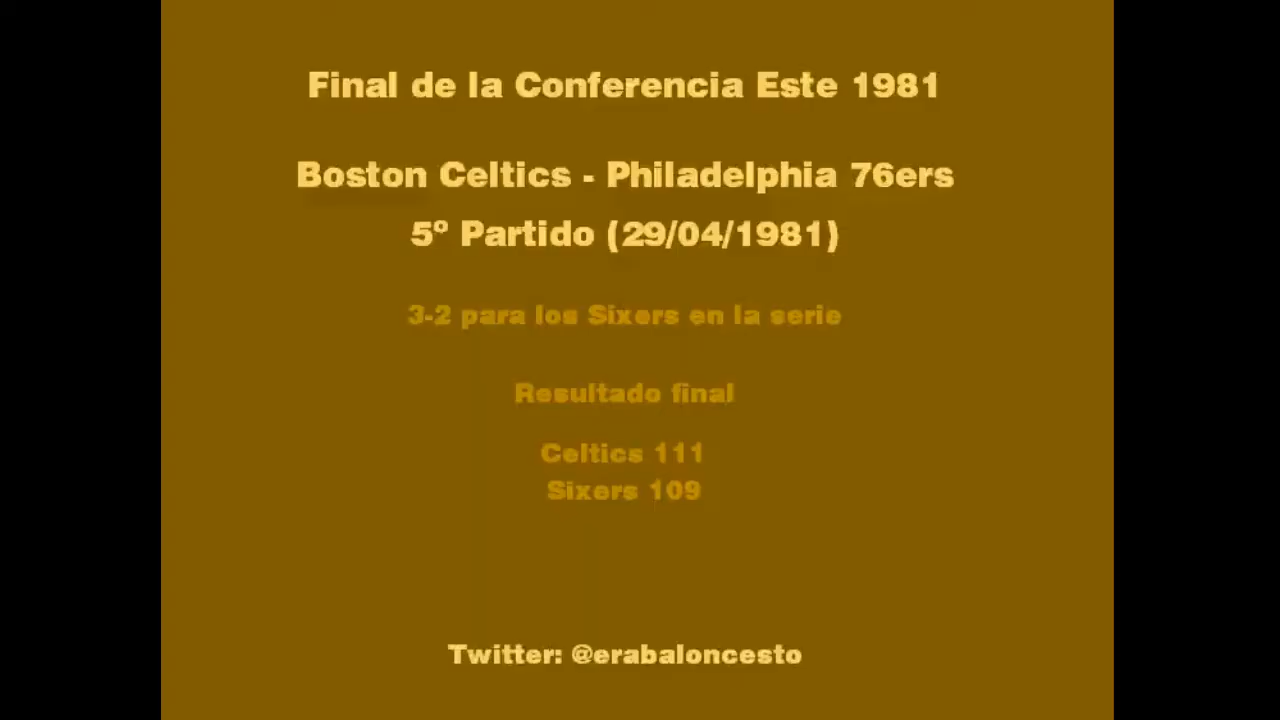 Final de la Conferencia Este 1981
Boston Celtics - Philadelphia 76ers
5º Partido (29/04/1981)
3-2 para los Sixers en la serie
Resultado final
Celtics 111
Sixers 109
Twitter: @erabaloncesto